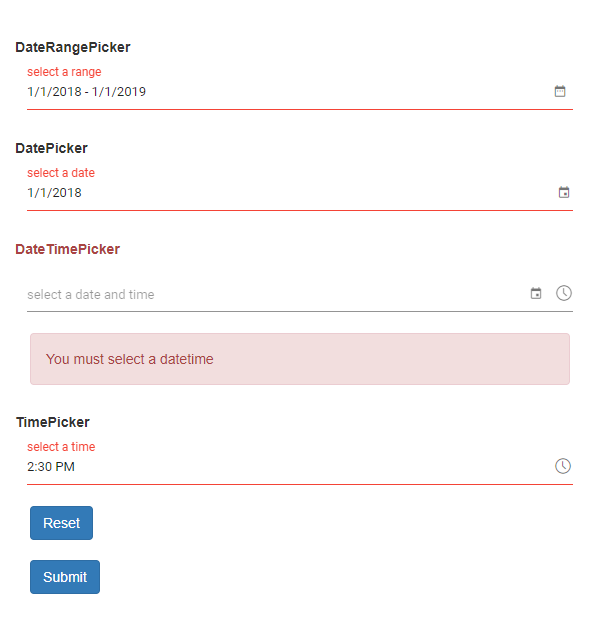 DateRangePicker
select a range
1/1/2018 - 1/1/2019
DatePicker
select a date
1/1/2018
DateTimePicker
select a date and time
You must select a datetime
TimePicker
select a time
2:30 PM
Reset
Submit